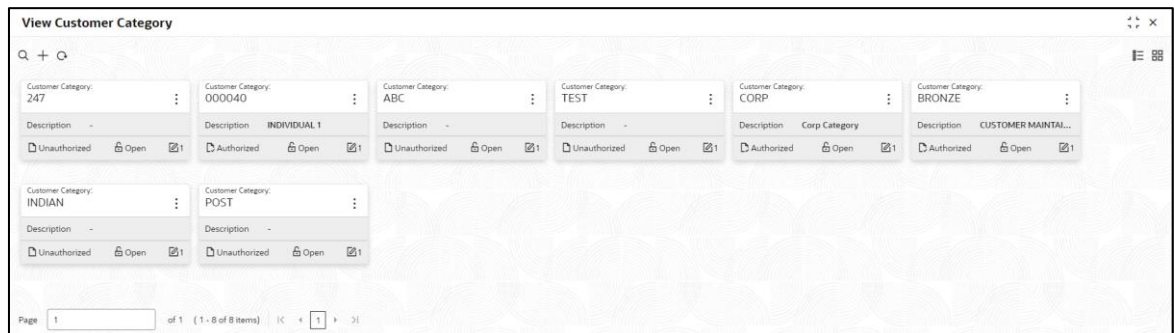 View Customer Category
Customer Category: Customer Category: Customer Category: Customer Category: Customer Category: Customer Category:
247 000040 ABC TEST CORP BRONZE
Description - Description INDIVIDUAL 1 Description - Description - Description Corp Category Description CUSTOMER MAINTAI...
Unauthorized Open 1 Authorized Open 1 Unauthorized Open 1 Unauthorized Open 1 Authorized Open 1 Authorized Open 1
Customer Category: Customer Category:
INDIAN POST
Description - Description -
Unauthorized Open 1 Unauthorized Open 1
Page 1 of 1 (1 - 8 of 8 items) 1